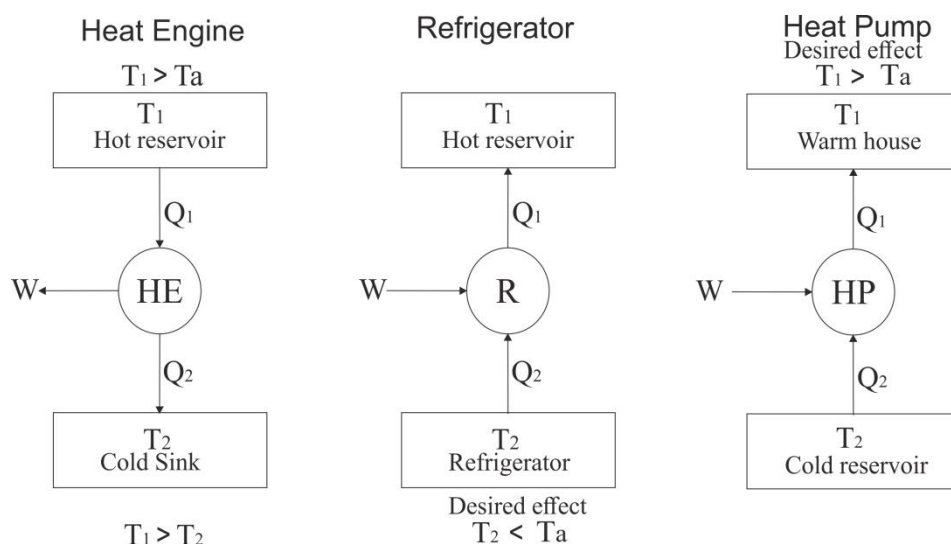 Heat Engine
T1 > Ta
T1
Hot reservoir
Q1
W
HE
Q2
T2
Cold Sink
T1 > T2
Refrigerator
T1
Hot reservoir
Q1
W
R
Q2
T2
Refrigerator
Desired effect
T2 < Ta
Heat Pump
Desired effect
T1 > Ta
T1
Warm house
Q1
W
HP
Q2
T2
Cold reservoir